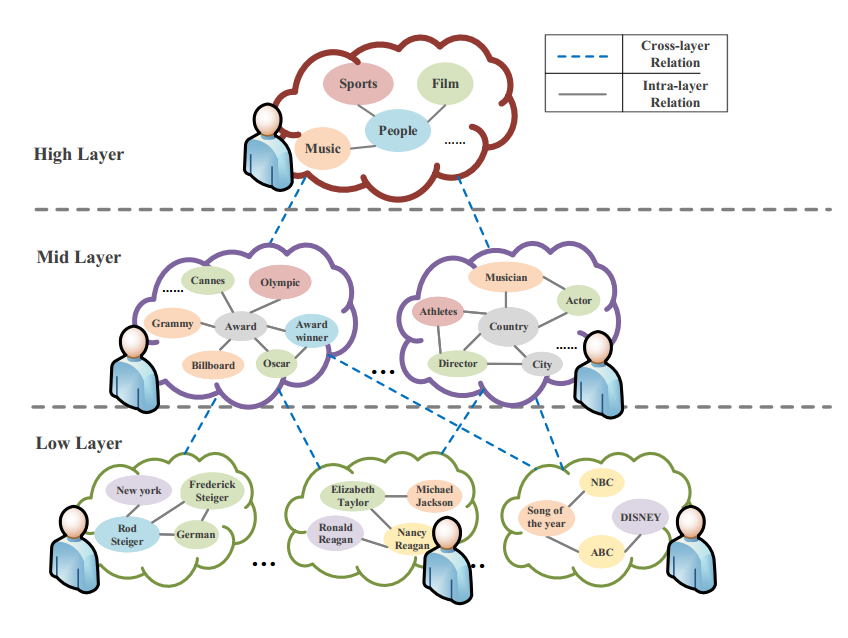 Cross-layer
Relation
Intra-layer
Relation
High Layer
Sports
Film
People
Music
......
Mid Layer
Cannes
......
Olympic
Grammy
Award
Award
winner
Billboard
Oscar
...
Musician
Actor
Athletes
Country
......
Director
City
Low Layer
New york
Frederick
Steiger
Rod
Steiger
German
...
Elizabeth
Taylor
Michael
Jackson
Ronald
Reagan
Nancy
Reagan
..
NBC
Song of
the year
DISNEY
ABC